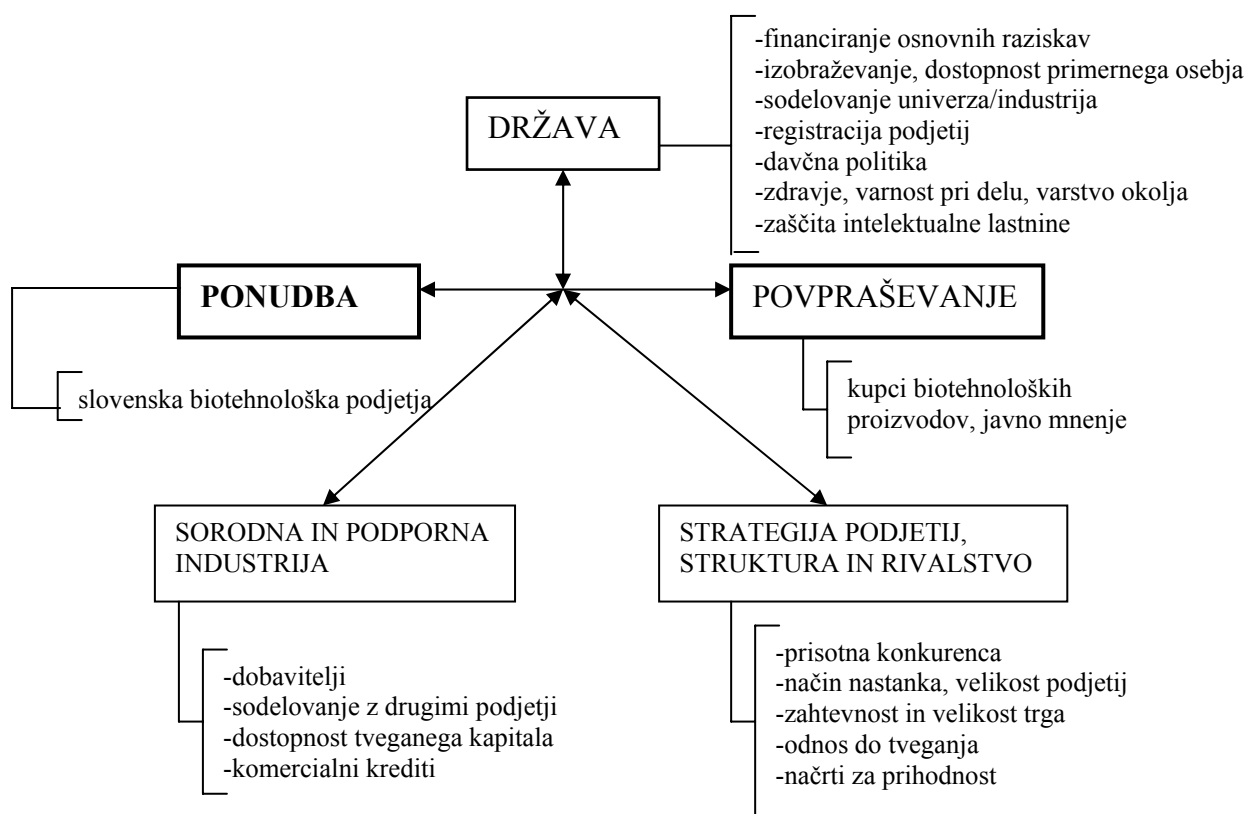 DRŽAVA
-financiranje osnovnih raziskav
-izobraževanje, dostopnost primernega osebja
-sodelovanje univerza/industrija
-registracija podjetij
-davčna politika
-zdravje, varnost pri delu, varstvo okolja
-zaščita intelektualne lastnine
PONUDBA
slovenska biotehnološka podjetja
POVPRAŠEVANJE
kupci biotehnoloških
proizvodov, javno mnenje
SORODNA IN PODPORNA
INDUSTRIJA
-dobavitelji
-sodelovanje z drugimi podjetji
-dostopnost tveganega kapitala
-komercialni krediti
STRATEGIJA PODJETIJ,
STRUKTURA IN RIVALSTVO
-prisotna konkurenca
-način nastanka, velikost podjetij
-zahtevnost in velikost trga
-odnos do tveganja
-načrti za prihodnost